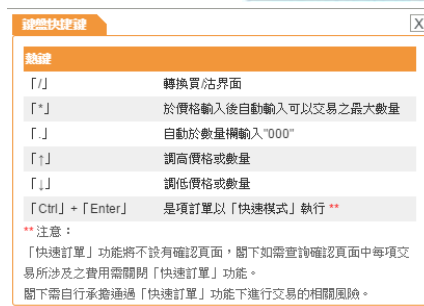 鍵盤快捷鍵
X
熱鍵
「/」 轉換買/沽界面
「*」 於價格輸入後自動輸入可以交易之最大數量
「.」 自動於數量欄輸入"000"
「↑」 調高價格或數量
「↓」 調低價格或數量
「Ctrl」+「Enter」 是項訂單以「快速模式」執行 **
** 注意：
「快速訂單」功能將不設有確認頁面，閣下如需查詢確認頁面中每項交
易所涉及之費用需關閉「快速訂單」功能。
閣下需自行承擔通過「快速訂單」功能下進行交易的相關風險。